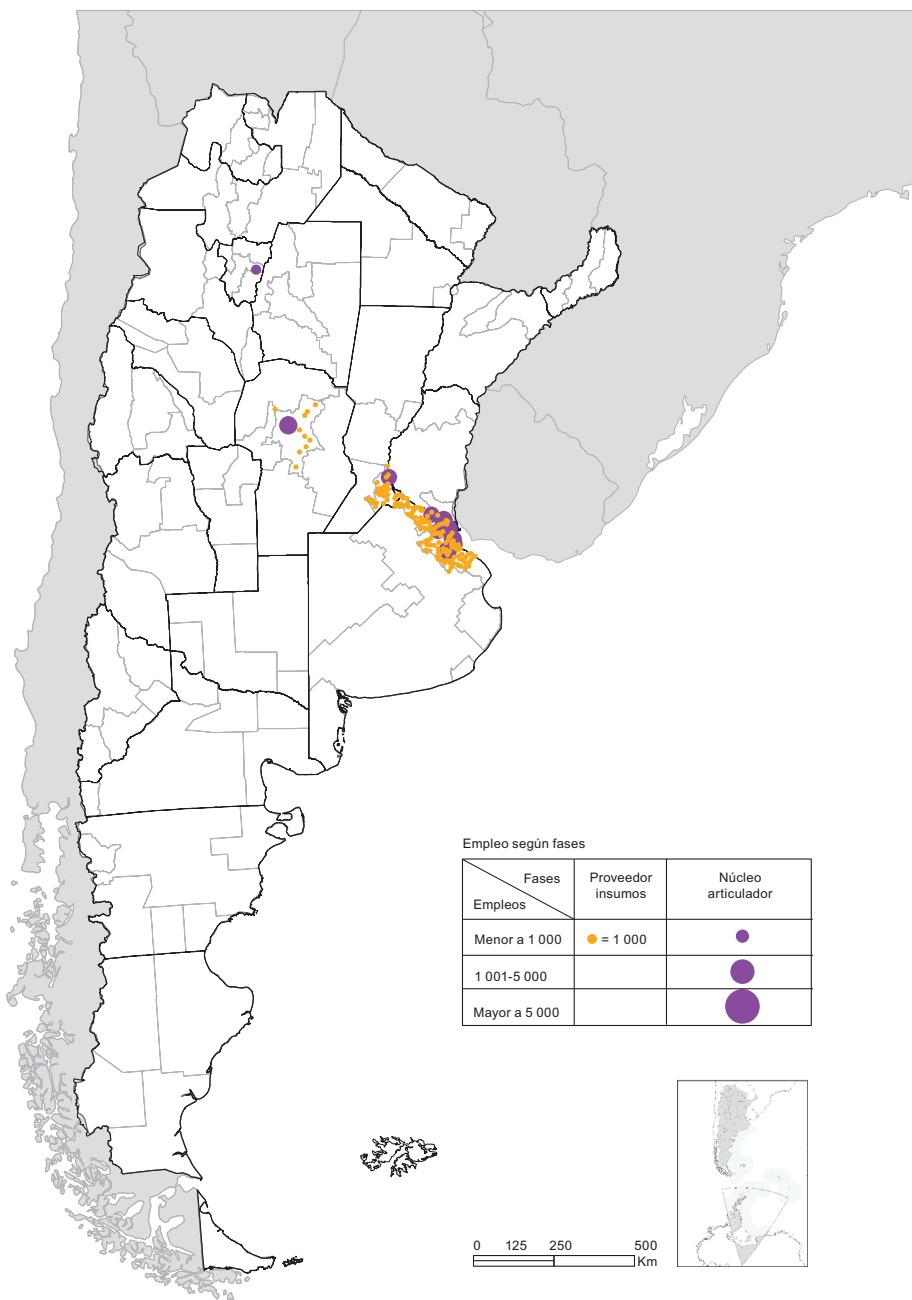 Empleo según fases
Fases
Empleos
Proveedor
insumos
Núcleo
articulador
Menor a 1 000
= 1 000
1 001-5 000
Mayor a 5 000
0 125 250 500
Km